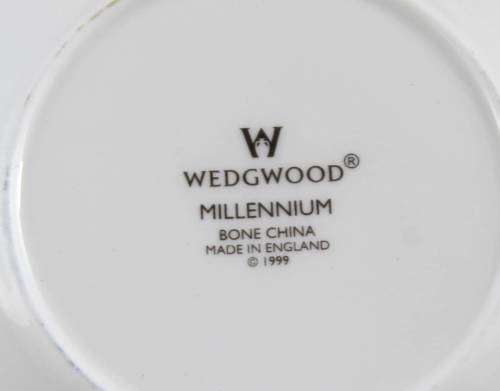 W
WEDGWOOD®
MILLENNIUM
BONE CHINA
MADE IN ENGLAND
© 1999